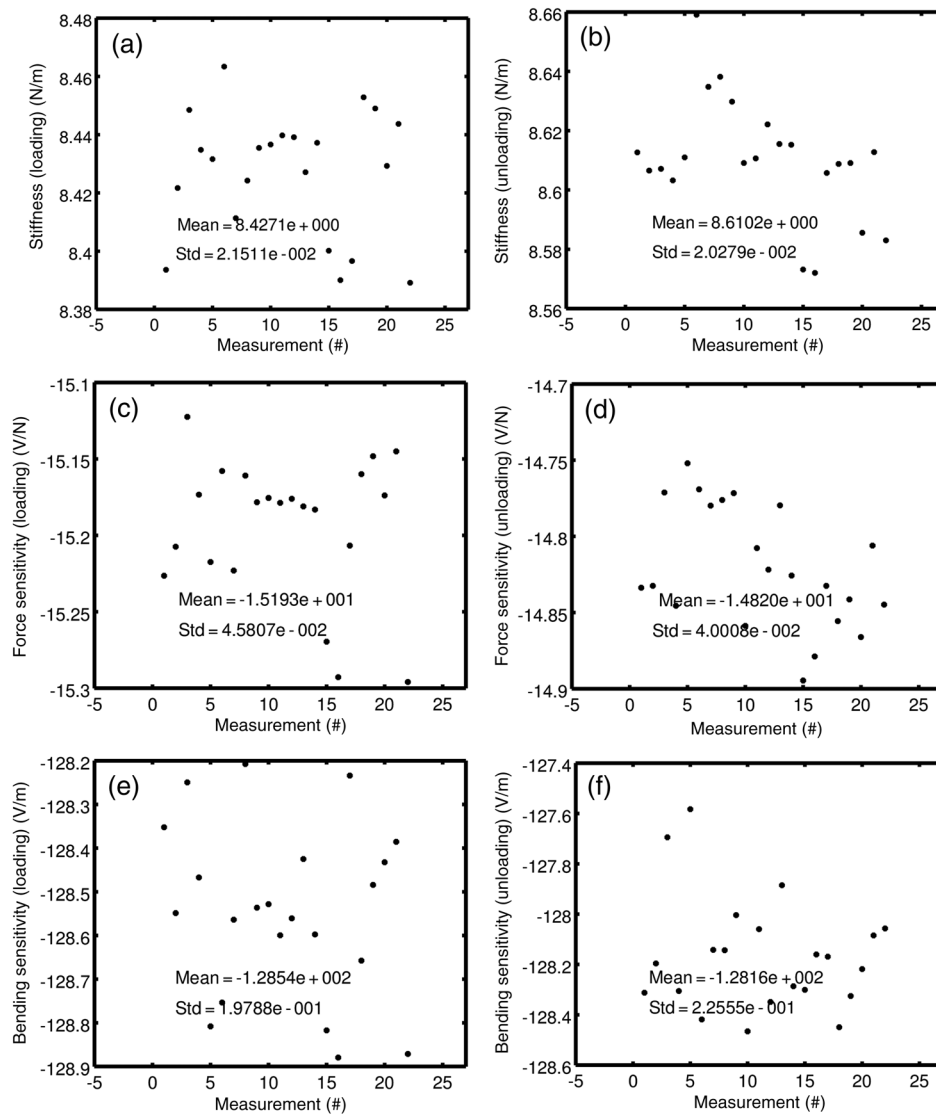 8.48
(a)
8.46
8.44
8.42
8.4
8.38
Stiffness (loading) (N/m)
Mean = 8.4271e + 000
Std = 2.1511e - 002
-5 0 5 10 15 20 25
Measurement (#)
8.66
(b)
8.64
8.62
8.6
8.58
8.56
Stiffness (unloading) (N/m)
Mean = 8.6102e + 000
Std = 2.0279e - 002
-5 0 5 10 15 20 25
Measurement (#)
-15.1
(c)
-15.15
-15.2
-15.25
-15.3
Force sensitivity (loading) (V/N)
Mean = -1.5193e + 001
Std = 4.5807e - 002
-5 0 5 10 15 20 25
Measurement (#)
-14.7
(d)
-14.75
-14.8
-14.85
-14.9
Force sensitivity (unloading) (V/N)
Mean = -1.4820e + 001
Std = 4.0008e - 002
-5 0 5 10 15 20 25
Measurement (#)
-128.2
(e)
-128.3
-128.4
-128.5
-128.6
-128.7
-128.8
-128.9
Bending sensitivity (loading) (V/m)
Mean = -1.2854e + 002
Std = 1.9788e - 001
-5 0 5 10 15 20 25
Measurement (#)
-127.4
(f)
-127.6
-127.8
-128
-128.2
-128.4
-128.6
Bending sensitivity (unloading) (V/m)
Mean = -1.2816e + 002
Std = 2.2555e - 001
-5 0 5 10 15 20 25
Measurement (#)